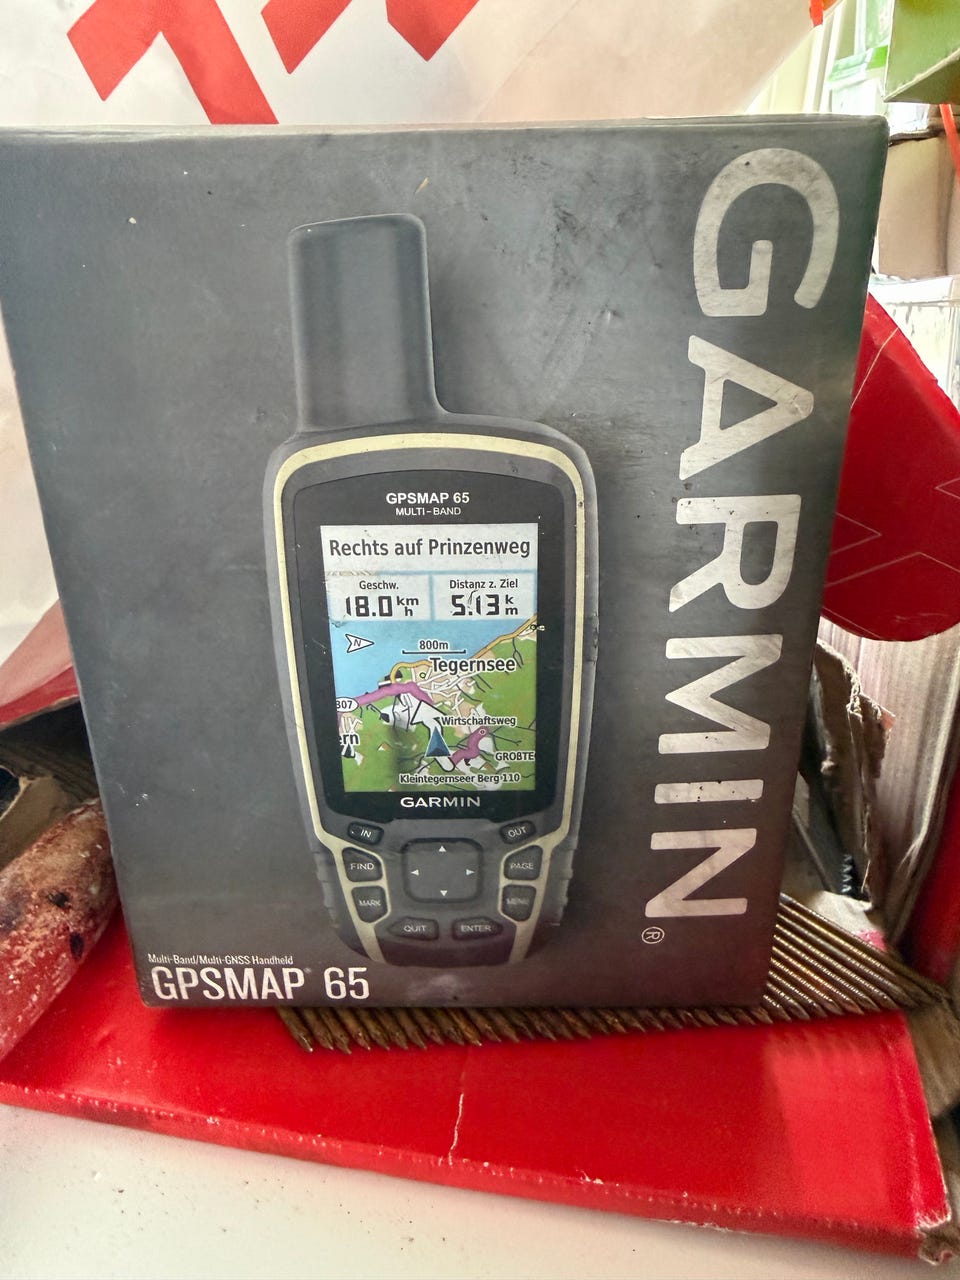 GARMIN®
GPSMAP 65
MULTI-BAND
Rechts auf Prinzenweg
Geschw.
18.0 km/h
Distanz z. Ziel
5.13 km
N
800m
Tegernsee
307
Wirtschaftsweg
ern
GROßTE
Kleintegernseer Berg 110
GARMIN
IN
OUT
FIND
PAGE
MARK
MENU
QUIT
ENTER
Multi-Band/Multi-GNSS Handheld
GPSMAP® 65